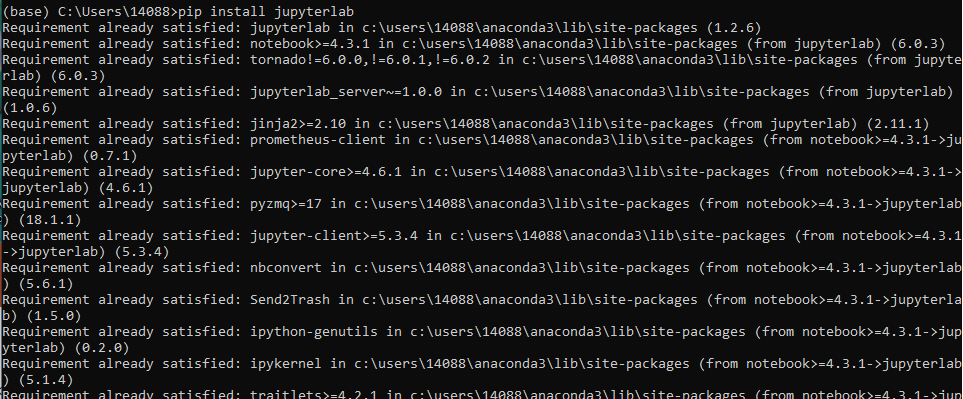 (base) C:\Users\14088>pip install jupyterlab
Requirement already satisfied: jupyterlab in c:\users\14088\anaconda3\lib\site-packages (1.2.6)
Requirement already satisfied: notebook>=4.3.1 in c:\users\14088\anaconda3\lib\site-packages (from jupyterlab) (6.0.3)
Requirement already satisfied: tornado!=6.0.0,!=6.0.1,!=6.0.2 in c:\users\14088\anaconda3\lib\site-packages (from jupyte
rlab) (6.0.3)
Requirement already satisfied: jupyterlab_server~=1.0.0 in c:\users\14088\anaconda3\lib\site-packages (from jupyterlab)
(1.0.6)
Requirement already satisfied: jinja2>=2.10 in c:\users\14088\anaconda3\lib\site-packages (from jupyterlab) (2.11.1)
Requirement already satisfied: prometheus-client in c:\users\14088\anaconda3\lib\site-packages (from notebook>=4.3.1->ju
pyterlab) (0.7.1)
Requirement already satisfied: jupyter-core>=4.6.1 in c:\users\14088\anaconda3\lib\site-packages (from notebook>=4.3.1->
jupyterlab) (4.6.1)
Requirement already satisfied: pyzmq>=17 in c:\users\14088\anaconda3\lib\site-packages (from notebook>=4.3.1->jupyterlab
) (18.1.1)
Requirement already satisfied: jupyter-client>=5.3.4 in c:\users\14088\anaconda3\lib\site-packages (from notebook>=4.3.1
->jupyterlab) (5.3.4)
Requirement already satisfied: nbconvert in c:\users\14088\anaconda3\lib\site-packages (from notebook>=4.3.1->jupyterlab
) (5.6.1)
Requirement already satisfied: Send2Trash in c:\users\14088\anaconda3\lib\site-packages (from notebook>=4.3.1->jupyterla
b) (1.5.0)
Requirement already satisfied: ipython-genutils in c:\users\14088\anaconda3\lib\site-packages (from notebook>=4.3.1->jup
yterlab) (0.2.0)
Requirement already satisfied: ipykernel in c:\users\14088\anaconda3\lib\site-packages (from notebook>=4.3.1->jupyterlab
) (5.1.4)
Requirement already satisfied: traitlets>=4.2.1 in c:\users\14088\anaconda3\lib\site-packages (from notebook>=4.3.1->jup